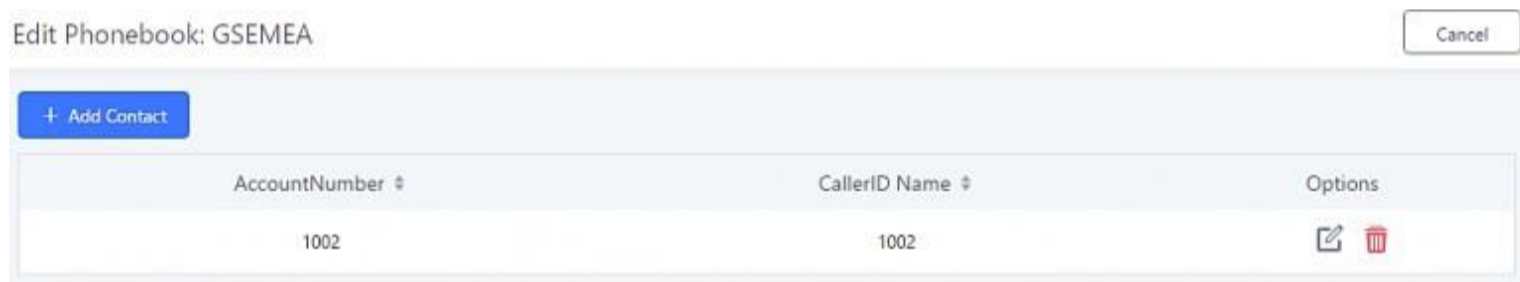 Edit Phonebook: GSEMEA
Cancel
+ Add Contact
AccountNumber CallerID Name Options
1002 1002